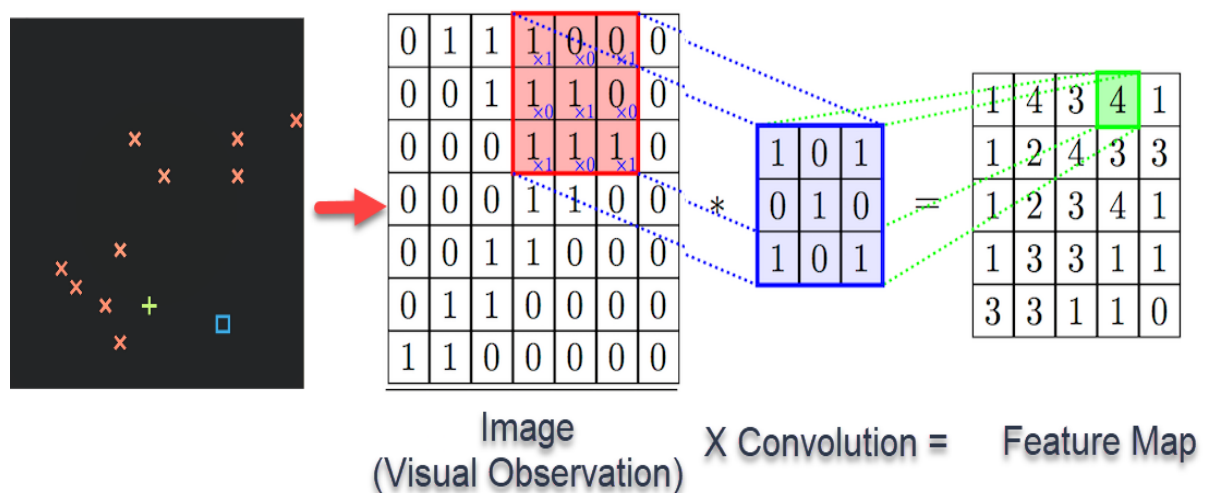 0 1 1 1 0 0 0
×1 ×0 ×1
0 0 1 1 1 0 0
×0 ×1 ×0
0 0 0 1 1 1 0
×1 ×0 ×1
0 0 0 1 1 0 0
0 0 1 1 0 0 0
0 1 1 0 0 0 0
1 1 0 0 0 0 0
*
1 0 1
0 1 0
1 0 1
=
1 4 3 4 1
1 2 4 3 3
1 2 3 4 1
1 3 3 1 1
3 3 1 1 0
Image
(Visual Observation)
X Convolution =
Feature Map